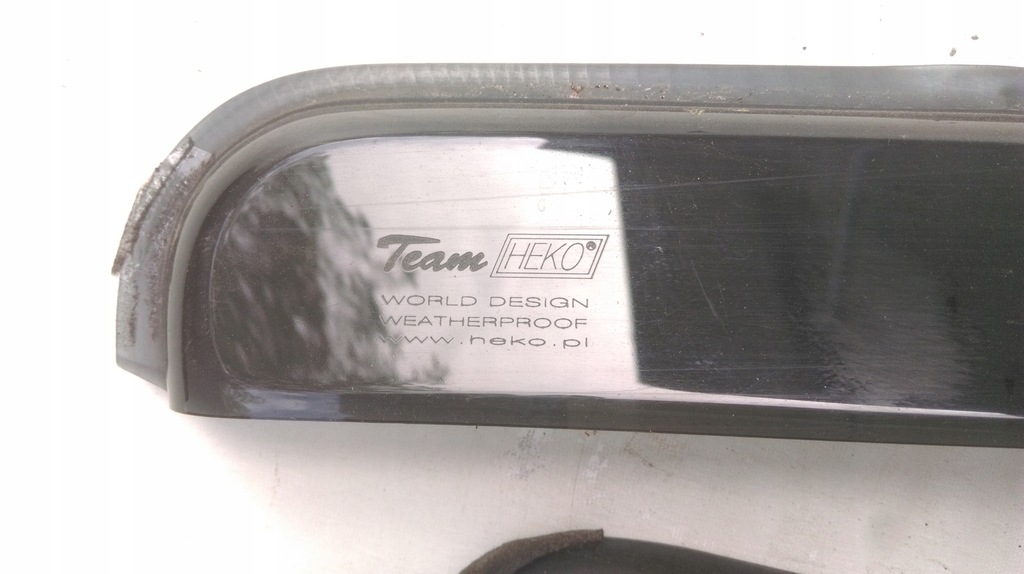 Team HEKO®
WORLD DESIGN
WEATHERPROOF
www.heko.pl